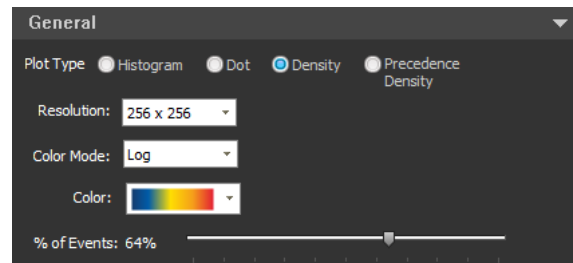 General
Plot Type Histogram Dot Density Precedence
Density
Resolution: 256 x 256
Color Mode: Log
Color:
% of Events: 64%